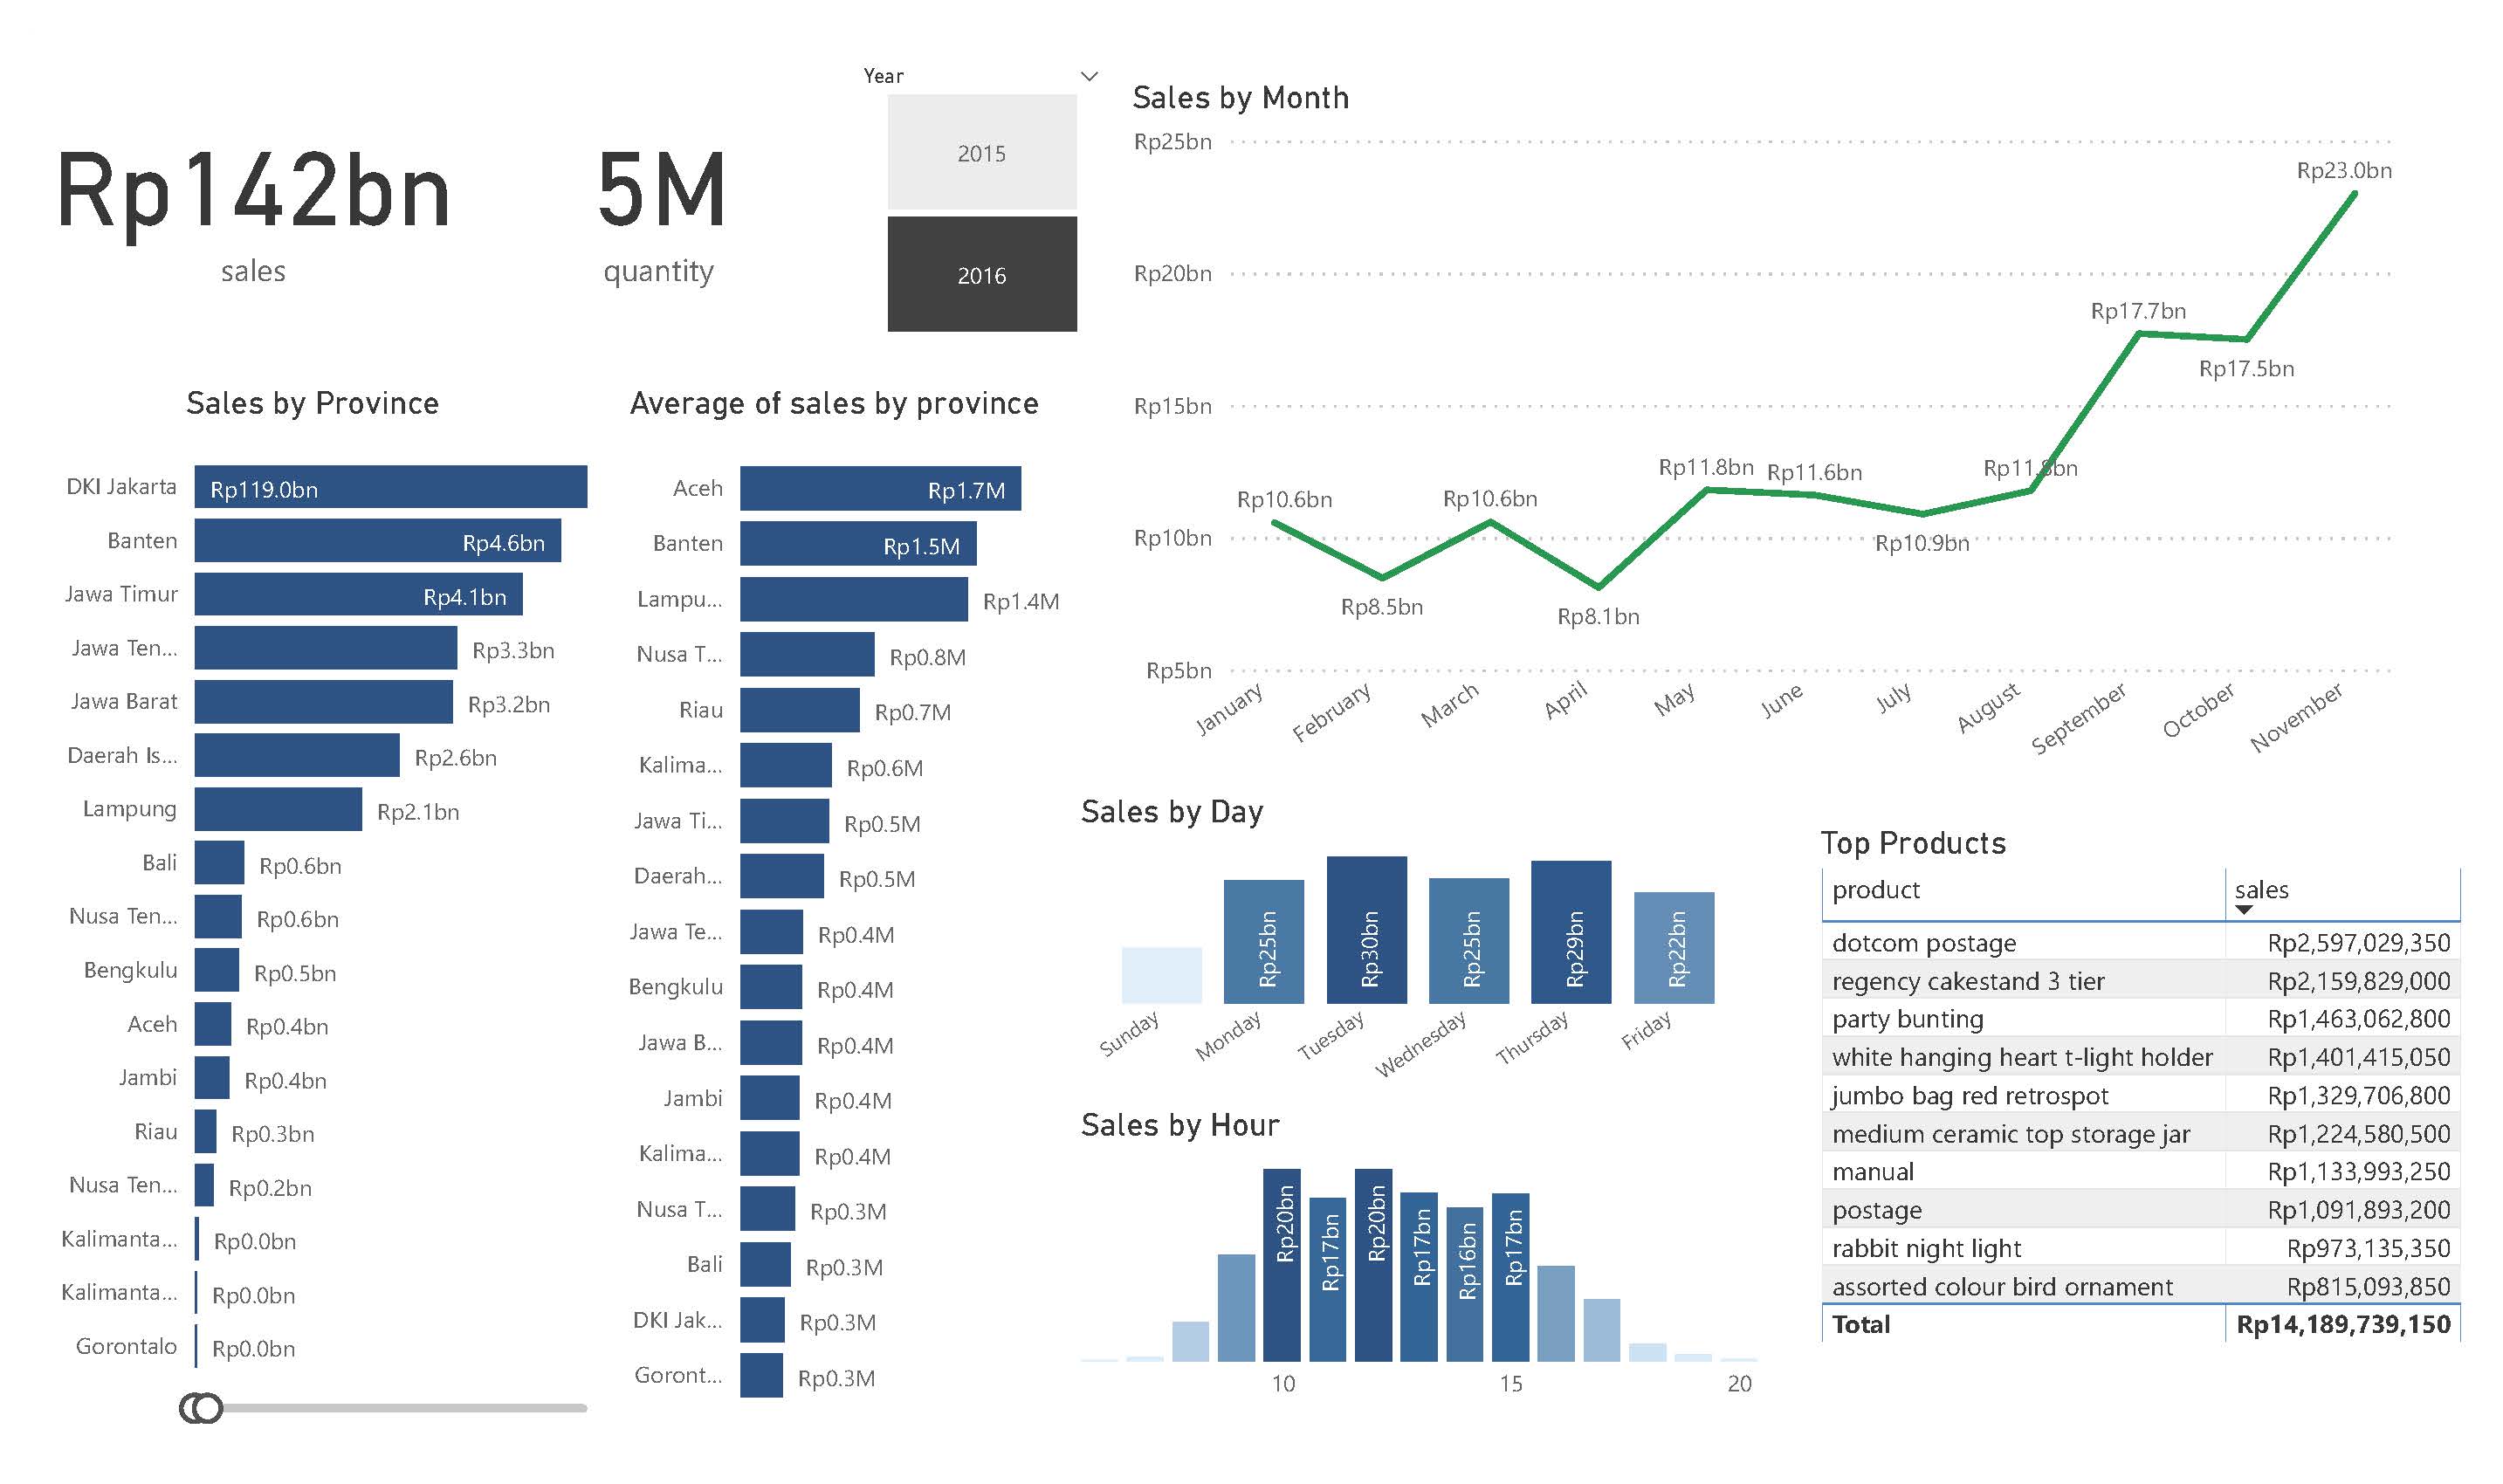 Rp142bn
sales
5M
quantity
Year
2015
2016
Sales by Month
Rp25bn
Rp20bn
Rp15bn
Rp10bn
Rp5bn
Rp10.6bn
Rp8.5bn
Rp10.6bn
Rp8.1bn
Rp11.8bn
Rp11.6bn
Rp10.9bn
Rp11.8bn
Rp17.7bn
Rp17.5bn
Rp23.0bn
January
February
March
April
May
June
July
August
September
October
November
Sales by Province
DKI Jakarta Rp119.0bn
Banten Rp4.6bn
Jawa Timur Rp4.1bn
Jawa Ten... Rp3.3bn
Jawa Barat Rp3.2bn
Daerah Is... Rp2.6bn
Lampung Rp2.1bn
Bali Rp0.6bn
Nusa Ten... Rp0.6bn
Bengkulu Rp0.5bn
Aceh Rp0.4bn
Jambi Rp0.4bn
Riau Rp0.3bn
Nusa Ten... Rp0.2bn
Kalimanta... Rp0.0bn
Kalimanta... Rp0.0bn
Gorontalo Rp0.0bn
Average of sales by province
Aceh Rp1.7M
Banten Rp1.5M
Lampu... Rp1.4M
Nusa T... Rp0.8M
Riau Rp0.7M
Kalima... Rp0.6M
Jawa Ti... Rp0.5M
Daerah... Rp0.5M
Jawa Te... Rp0.4M
Bengkulu Rp0.4M
Jawa B... Rp0.4M
Jambi Rp0.4M
Kalima... Rp0.4M
Nusa T... Rp0.3M
Bali Rp0.3M
DKI Jak... Rp0.3M
Goront... Rp0.3M
Sales by Day
Rp25bn
Rp30bn
Rp25bn
Rp29bn
Rp22bn
Sunday
Monday
Tuesday
Wednesday
Thursday
Friday
Sales by Hour
Rp20bn
Rp17bn
Rp20bn
Rp17bn
Rp16bn
Rp17bn
10
15
20
Top Products
product sales
dotcom postage Rp2,597,029,350
regency cakestand 3 tier Rp2,159,829,000
party bunting Rp1,463,062,800
white hanging heart t-light holder Rp1,401,415,050
jumbo bag red retrospot Rp1,329,706,800
medium ceramic top storage jar Rp1,224,580,500
manual Rp1,133,993,250
postage Rp1,091,893,200
rabbit night light Rp973,135,350
assorted colour bird ornament Rp815,093,850
Total Rp14,189,739,150